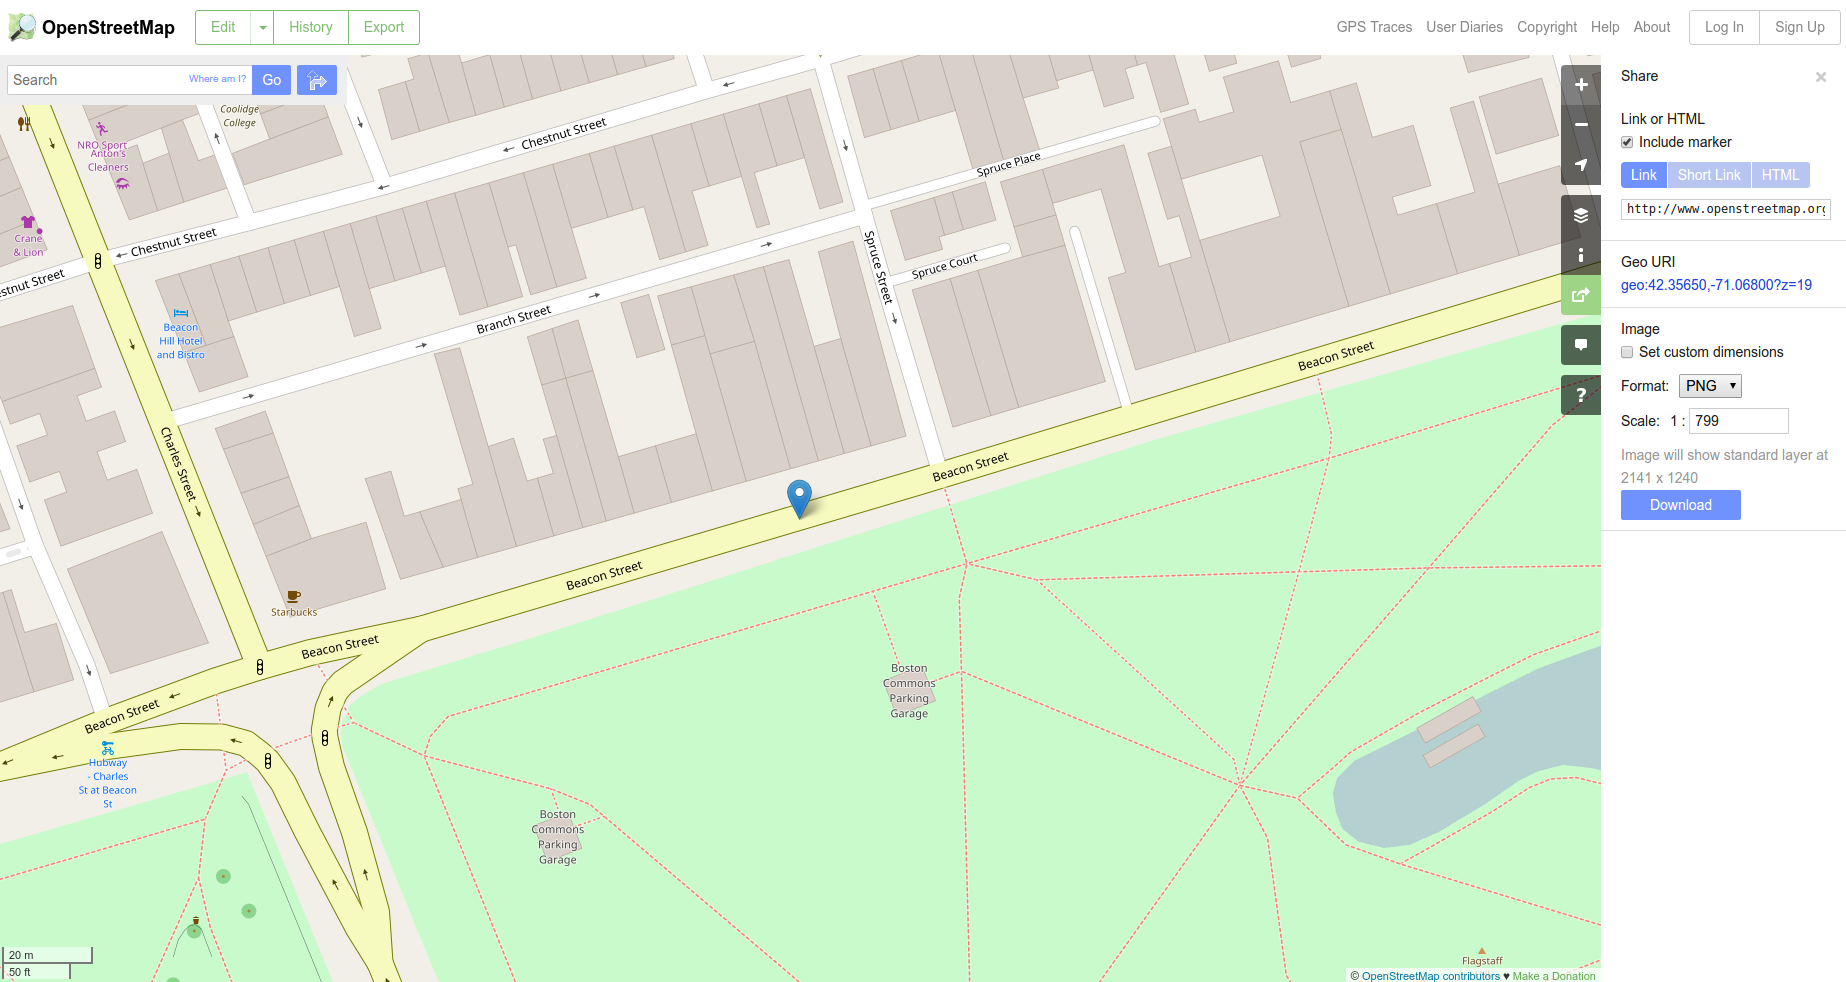 OpenStreetMap
Edit
History
Export
GPS Traces
User Diaries
Copyright
Help
About
Log In
Sign Up
Search
Where am I?
Go
Share
Link or HTML
Include marker
Link
Short Link
HTML
http://www.openstreetmap.org
Geo URI
geo:42.35650,-71.06800?z=19
Image
Set custom dimensions
Format:
PNG
Scale:
1 :
799
Image will show standard layer at
2141 x 1240
Download
Coolidge
College
NRO Sport
Anton's
Cleaners
Crane
& Lion
Chestnut Street
Chestnut Street
stnut Street
Spruce Place
Spruce Street
Spruce Court
Branch Street
Beacon
Hill Hotel
and Bistro
Charles Street
Beacon Street
Beacon Street
Beacon Street
Beacon Street
Beacon Street
Starbucks
Hubway
- Charles
St at Beacon
St
Boston
Commons
Parking
Garage
Boston
Commons
Parking
Garage
Flagstaff
20 m
50 ft
?
© OpenStreetMap contributors ♥ Make a Donation